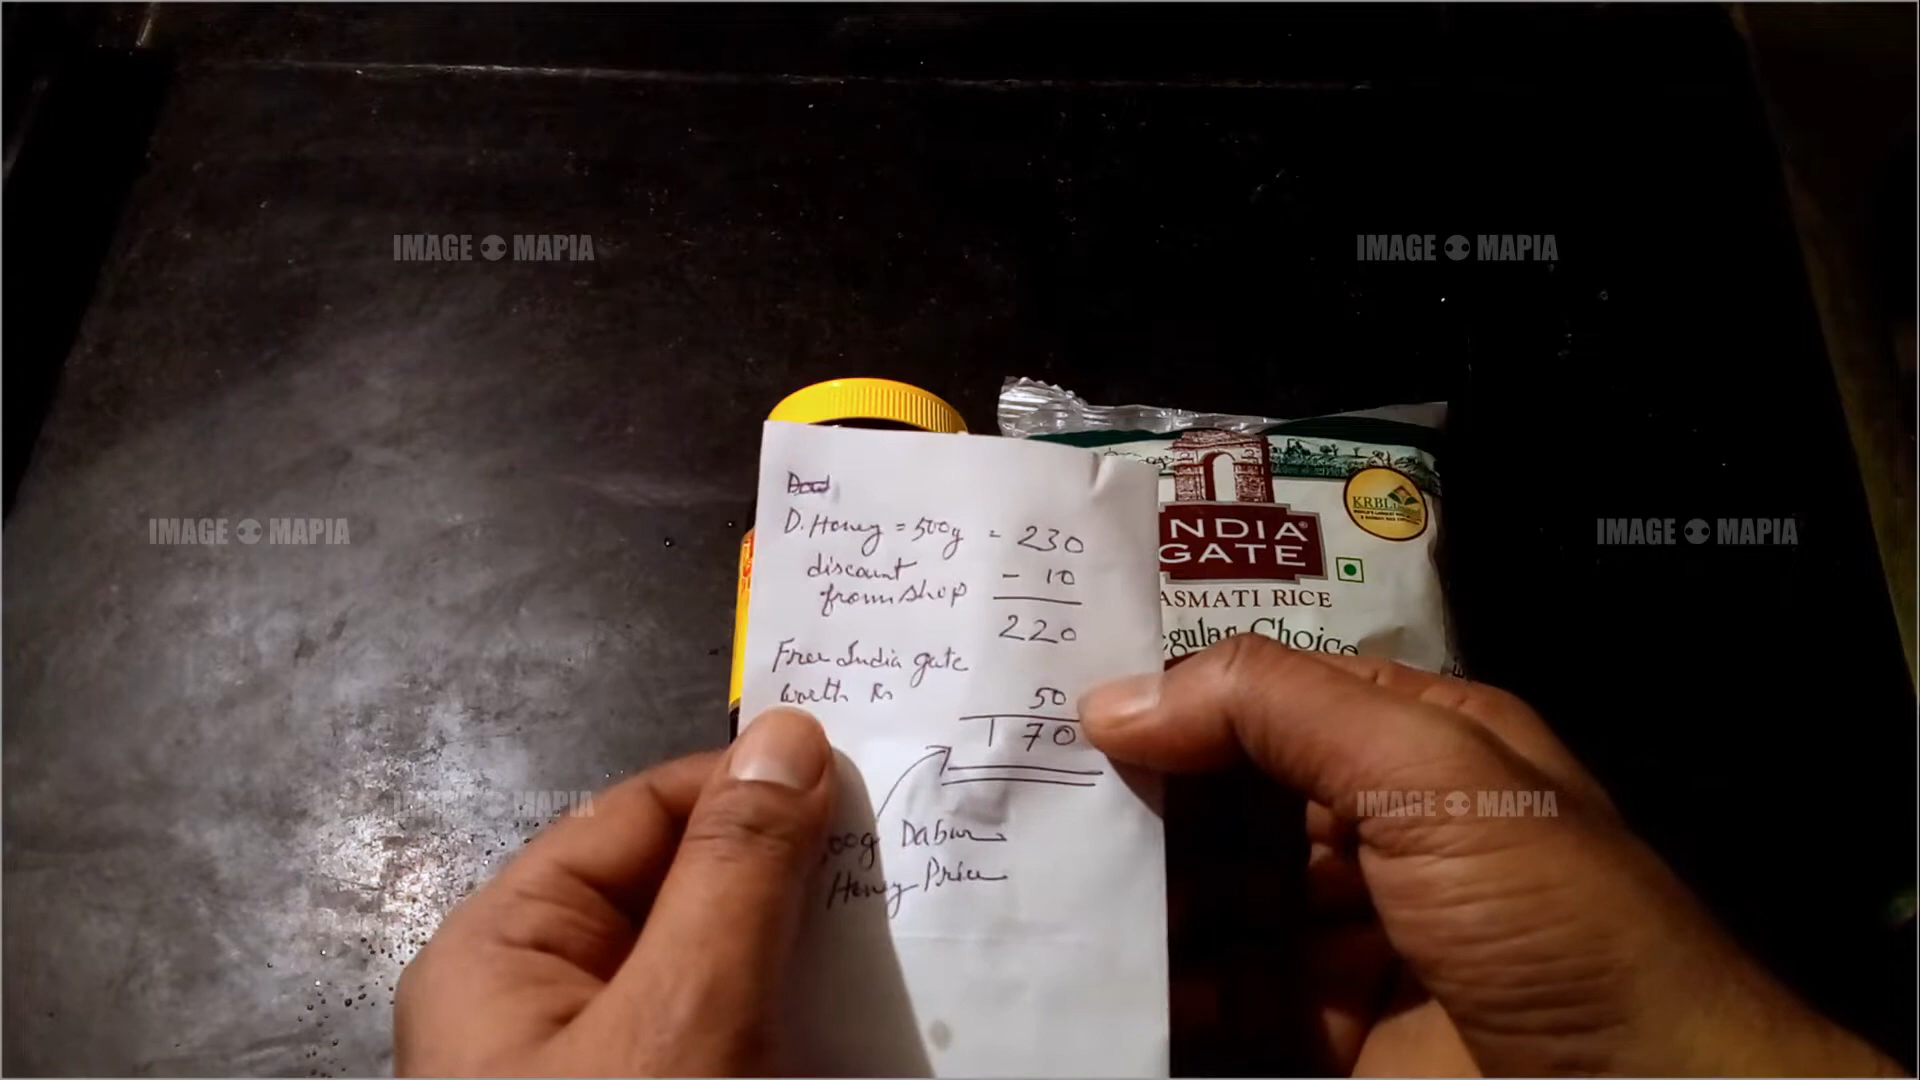 D. Honey = 500g = 230
discount - 10
from shop
220
Free India gate
worth Rs 50
170
00g Dabur
Honey Price
KRBL
NDIA
GATE
ASMATI RICE
egular Choice
IMAGE MAPIA
IMAGE MAPIA
IMAGE MAPIA
IMAGE MAPIA
IMAGE MAPIA
IMAGE MAPIA